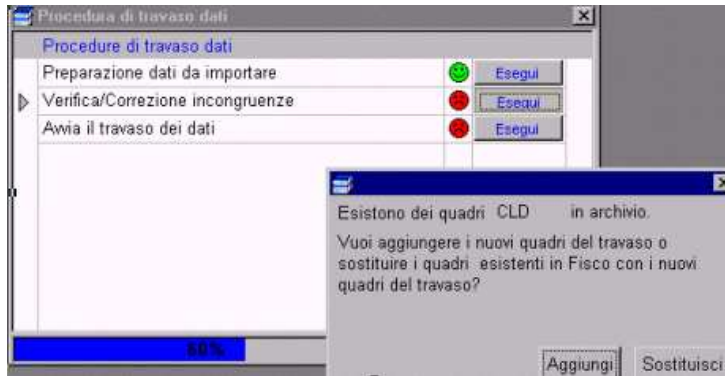 Procedura di travaso dati
Procedure di travaso dati
Preparazione dati da importare Esegui
Verifica/Correzione incongruenze Esegui
Avvia il travaso dei dati Esegui
Esistono dei quadri CLD in archivio.
Vuoi aggiungere i nuovi quadri del travaso o
sostituire i quadri esistenti in Fisco con i nuovi
quadri del travaso?
Aggiungi Sostituisci